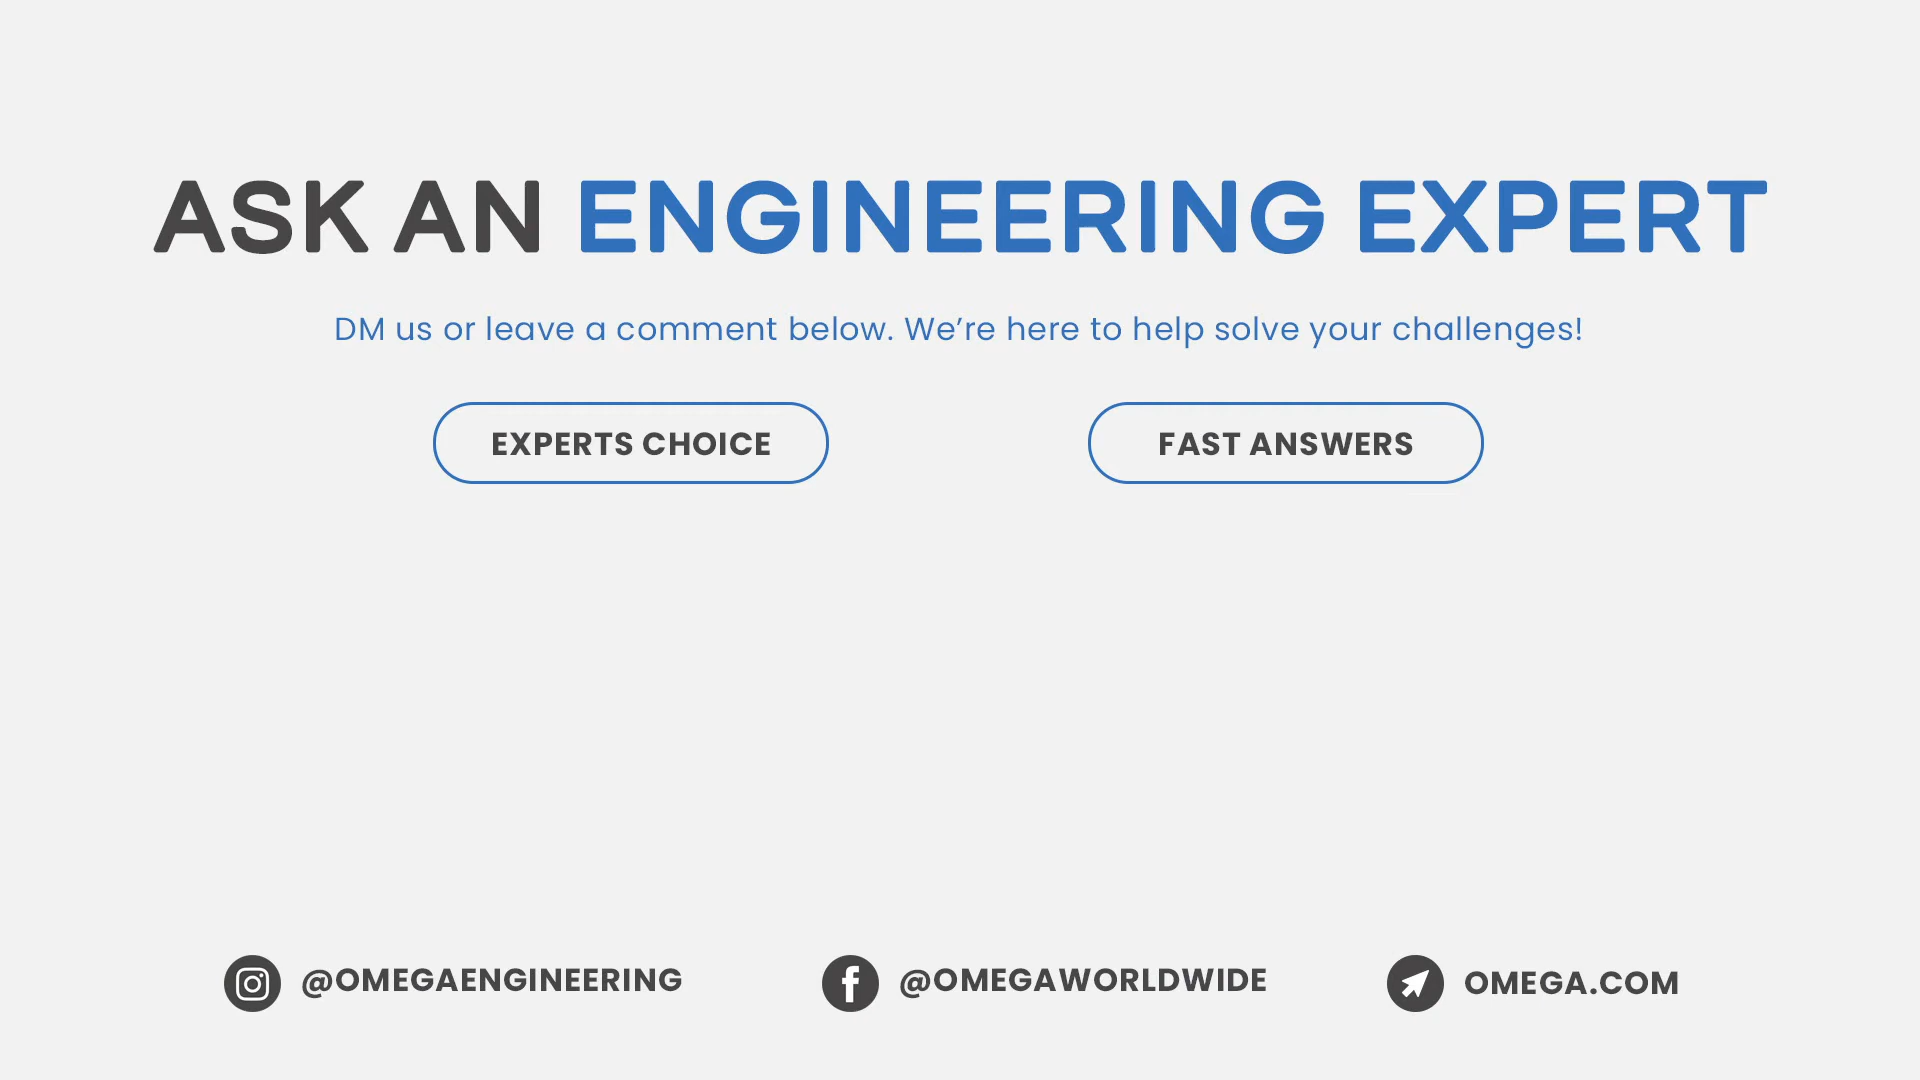 ASK AN ENGINEERING EXPERT
DM us or leave a comment below. We’re here to help solve your challenges!
EXPERTS CHOICE
FAST ANSWERS
@OMEGAENGINEERING
@OMEGAWORLDWIDE
OMEGA.COM